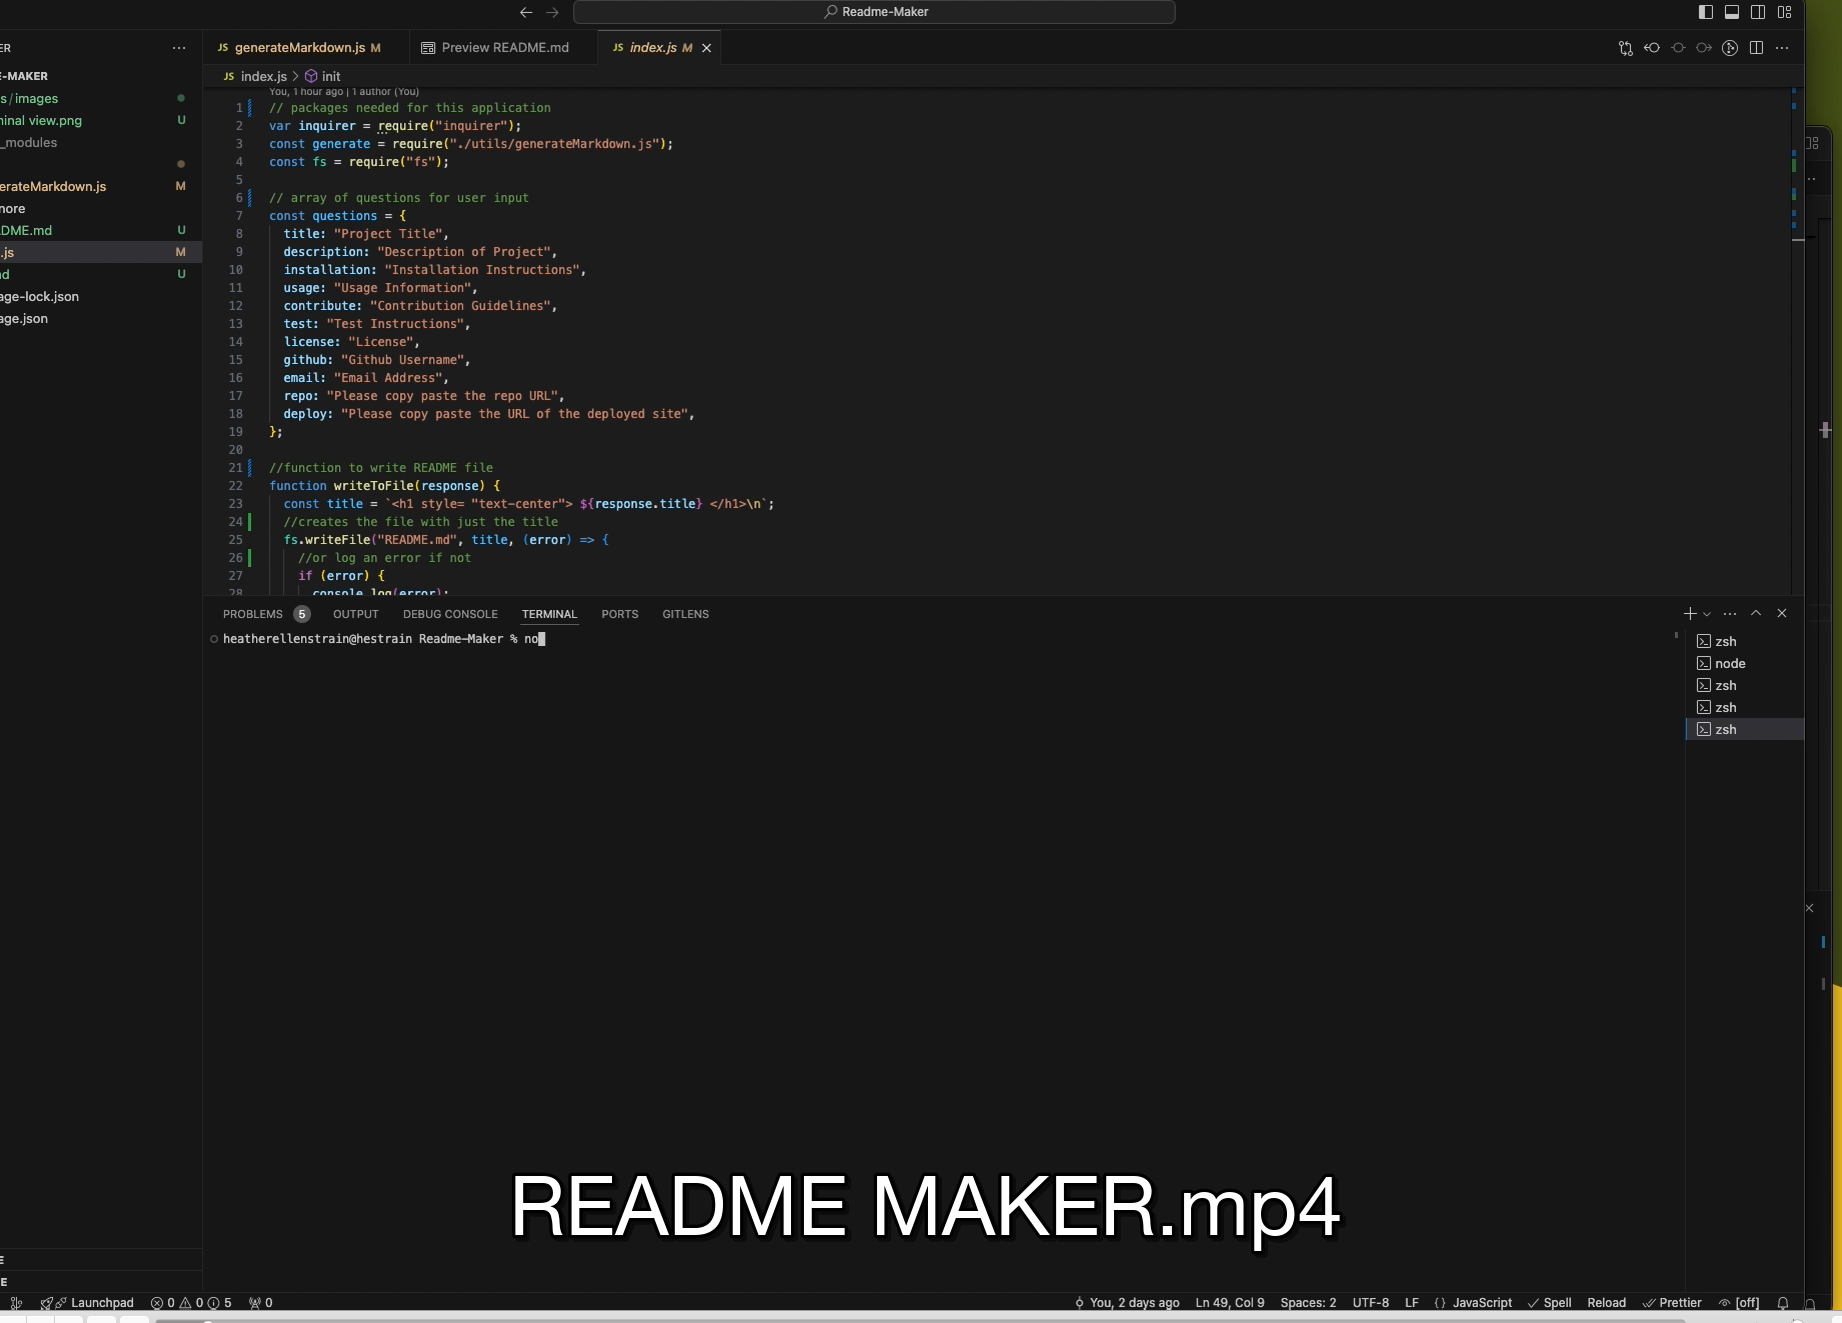 Readme-Maker
ER
E-MAKER
s/images
ninal view.png U
_modules
erateMarkdown.js M
nore
DME.md U
.js M
d U
age-lock.json
age.json
JS generateMarkdown.js M
Preview README.md
JS index.js M
JS index.js > init
You, 1 hour ago | 1 author (You)
1 // packages needed for this application
2 var inquirer = require("inquirer");
3 const generate = require("./utils/generateMarkdown.js");
4 const fs = require("fs");
5
6 // array of questions for user input
7 const questions = {
8 title: "Project Title",
9 description: "Description of Project",
10 installation: "Installation Instructions",
11 usage: "Usage Information",
12 contribute: "Contribution Guidelines",
13 test: "Test Instructions",
14 license: "License",
15 github: "Github Username",
16 email: "Email Address",
17 repo: "Please copy paste the repo URL",
18 deploy: "Please copy paste the URL of the deployed site",
19 };
20
21 //function to write README file
22 function writeToFile(response) {
23 const title = `<h1 style= "text-center"> ${response.title} </h1>\n`;
24 //creates the file with just the title
25 fs.writeFile("README.md", title, (error) => {
26 //or log an error if not
27 if (error) {
28 console.log(error);
PROBLEMS 5 OUTPUT DEBUG CONSOLE TERMINAL PORTS GITLENS
heatherellenstrain@hestrain Readme-Maker % no
zsh
node
zsh
zsh
zsh
README MAKER.mp4
E
E
Launchpad 0 0 5 0 You, 2 days ago Ln 49, Col 9 Spaces: 2 UTF-8 LF {} JavaScript Spell Reload Prettier [off]